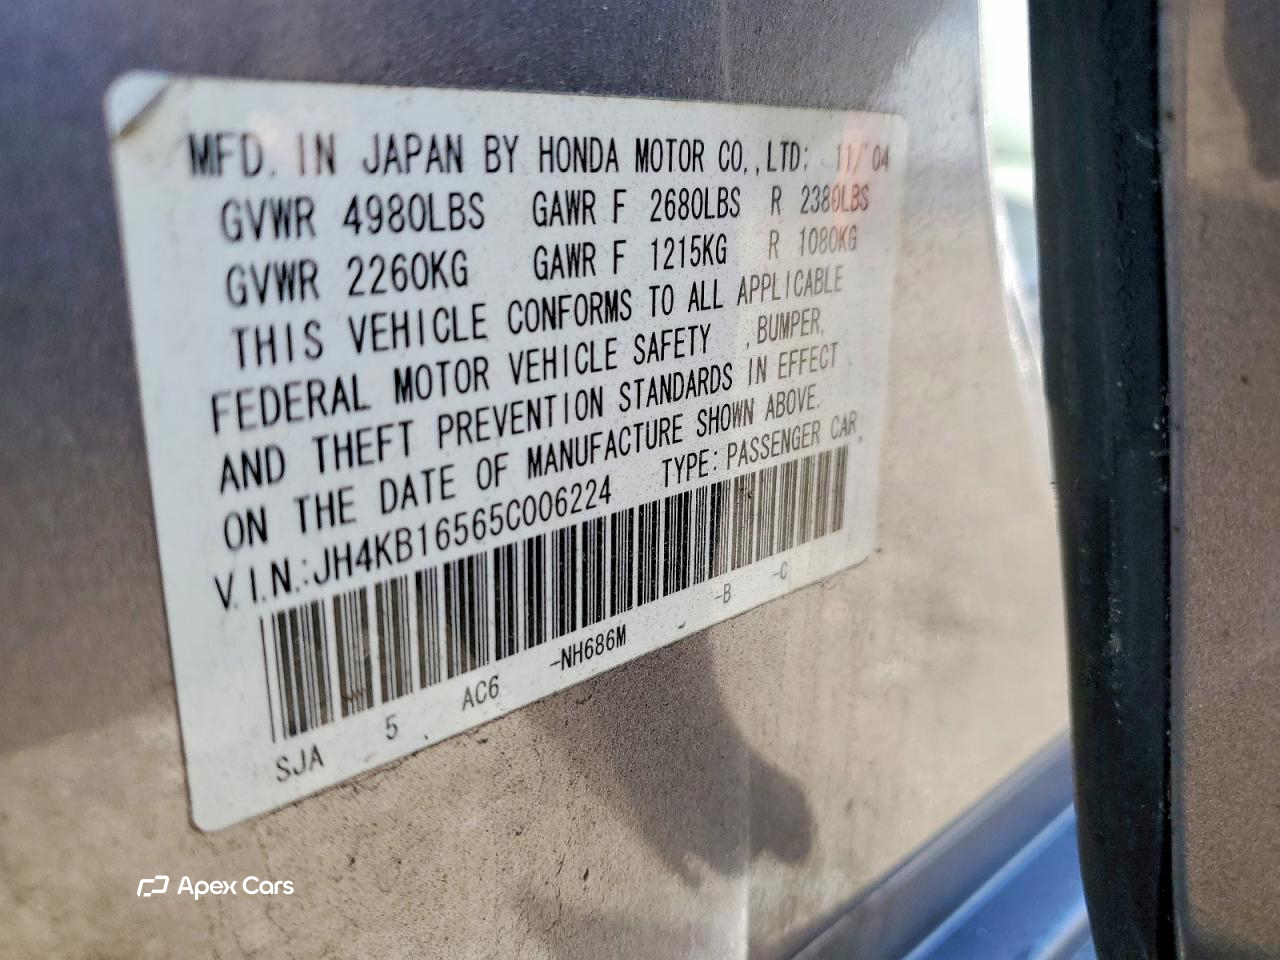 MFD. IN JAPAN BY HONDA MOTOR CO.,LTD: 11/'04
GVWR 4980LBS GAWR F 2680LBS R 2380LBS
GVWR 2260KG GAWR F 1215KG R 1080KG
THIS VEHICLE CONFORMS TO ALL APPLICABLE
FEDERAL MOTOR VEHICLE SAFETY ,BUMPER,
AND THEFT PREVENTION STANDARDS IN EFFECT
ON THE DATE OF MANUFACTURE SHOWN ABOVE.
V.I.N.:JH4KB16565C006224 TYPE:PASSENGER CAR
SJA 5 AC6 -NH686M - -B -C
Apex Cars